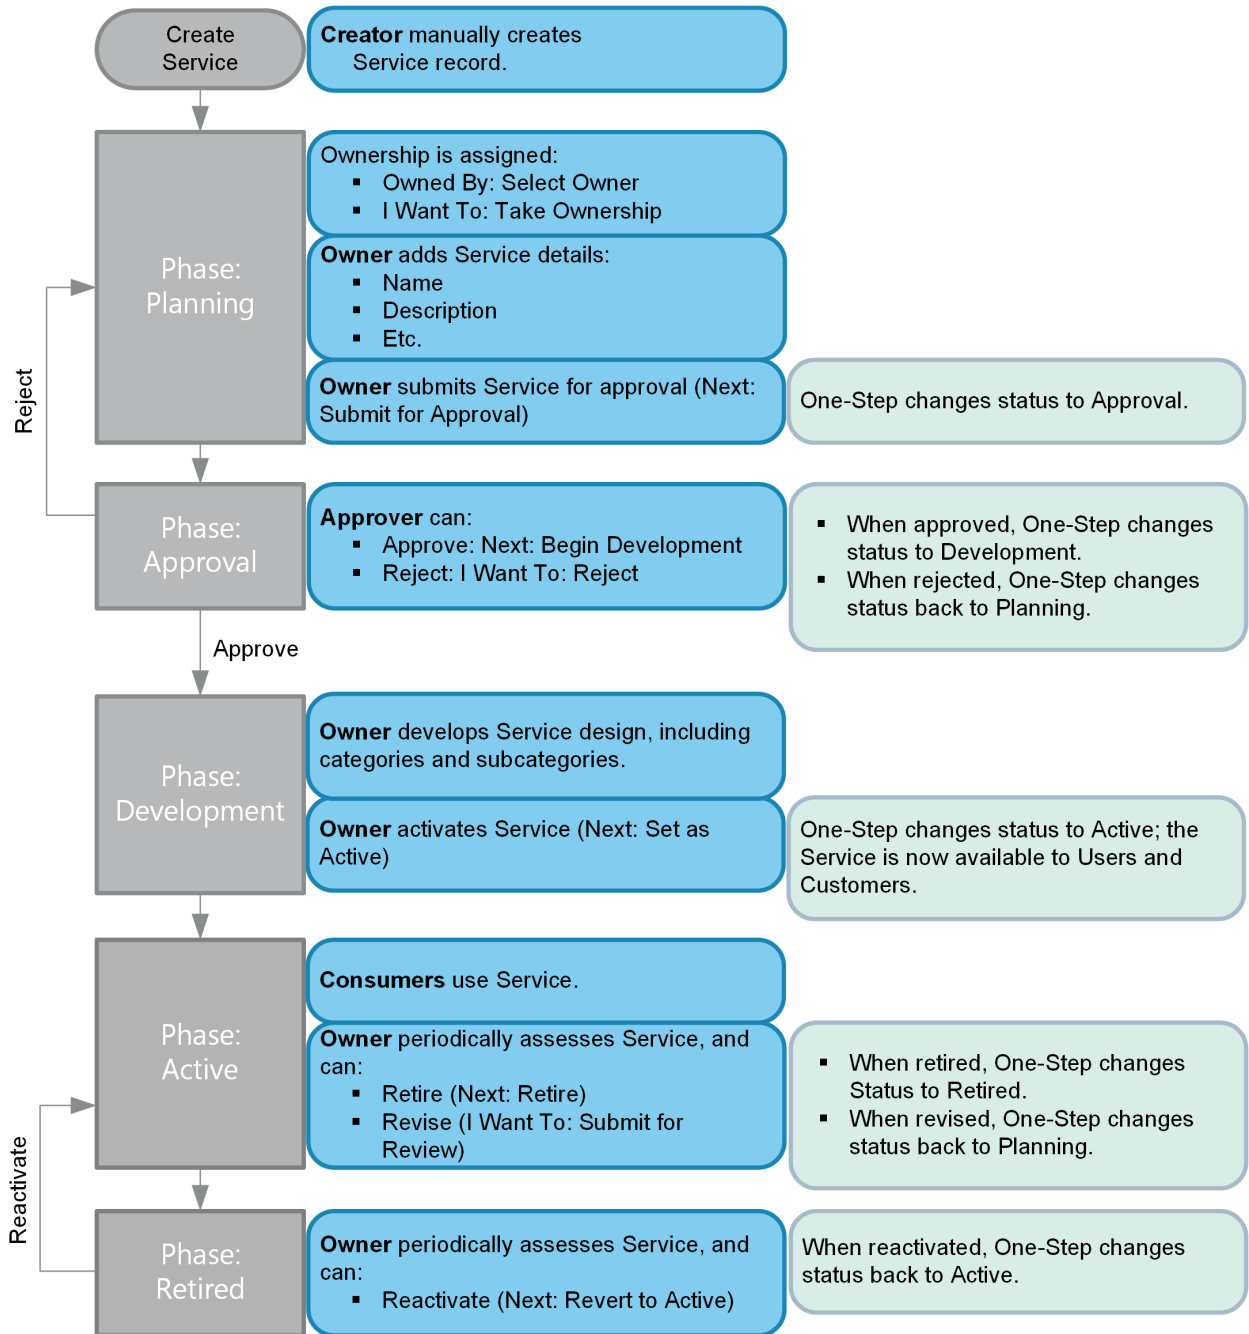 Create
Service
Creator manually creates
Service record.
Phase:
Planning
Ownership is assigned:
▪ Owned By: Select Owner
▪ I Want To: Take Ownership
Owner adds Service details:
▪ Name
▪ Description
▪ Etc.
Owner submits Service for approval (Next:
Submit for Approval)
One-Step changes status to Approval.
Reject
Phase:
Approval
Approver can:
▪ Approve: Next: Begin Development
▪ Reject: I Want To: Reject
▪ When approved, One-Step changes
status to Development.
▪ When rejected, One-Step changes
status back to Planning.
Approve
Phase:
Development
Owner develops Service design, including
categories and subcategories.
Owner activates Service (Next: Set as
Active)
One-Step changes status to Active; the
Service is now available to Users and
Customers.
Phase:
Active
Consumers use Service.
Owner periodically assesses Service, and
can:
▪ Retire (Next: Retire)
▪ Revise (I Want To: Submit for
Review)
▪ When retired, One-Step changes
Status to Retired.
▪ When revised, One-Step changes
status back to Planning.
Reactivate
Phase:
Retired
Owner periodically assesses Service, and
can:
▪ Reactivate (Next: Revert to Active)
When reactivated, One-Step changes
status back to Active.